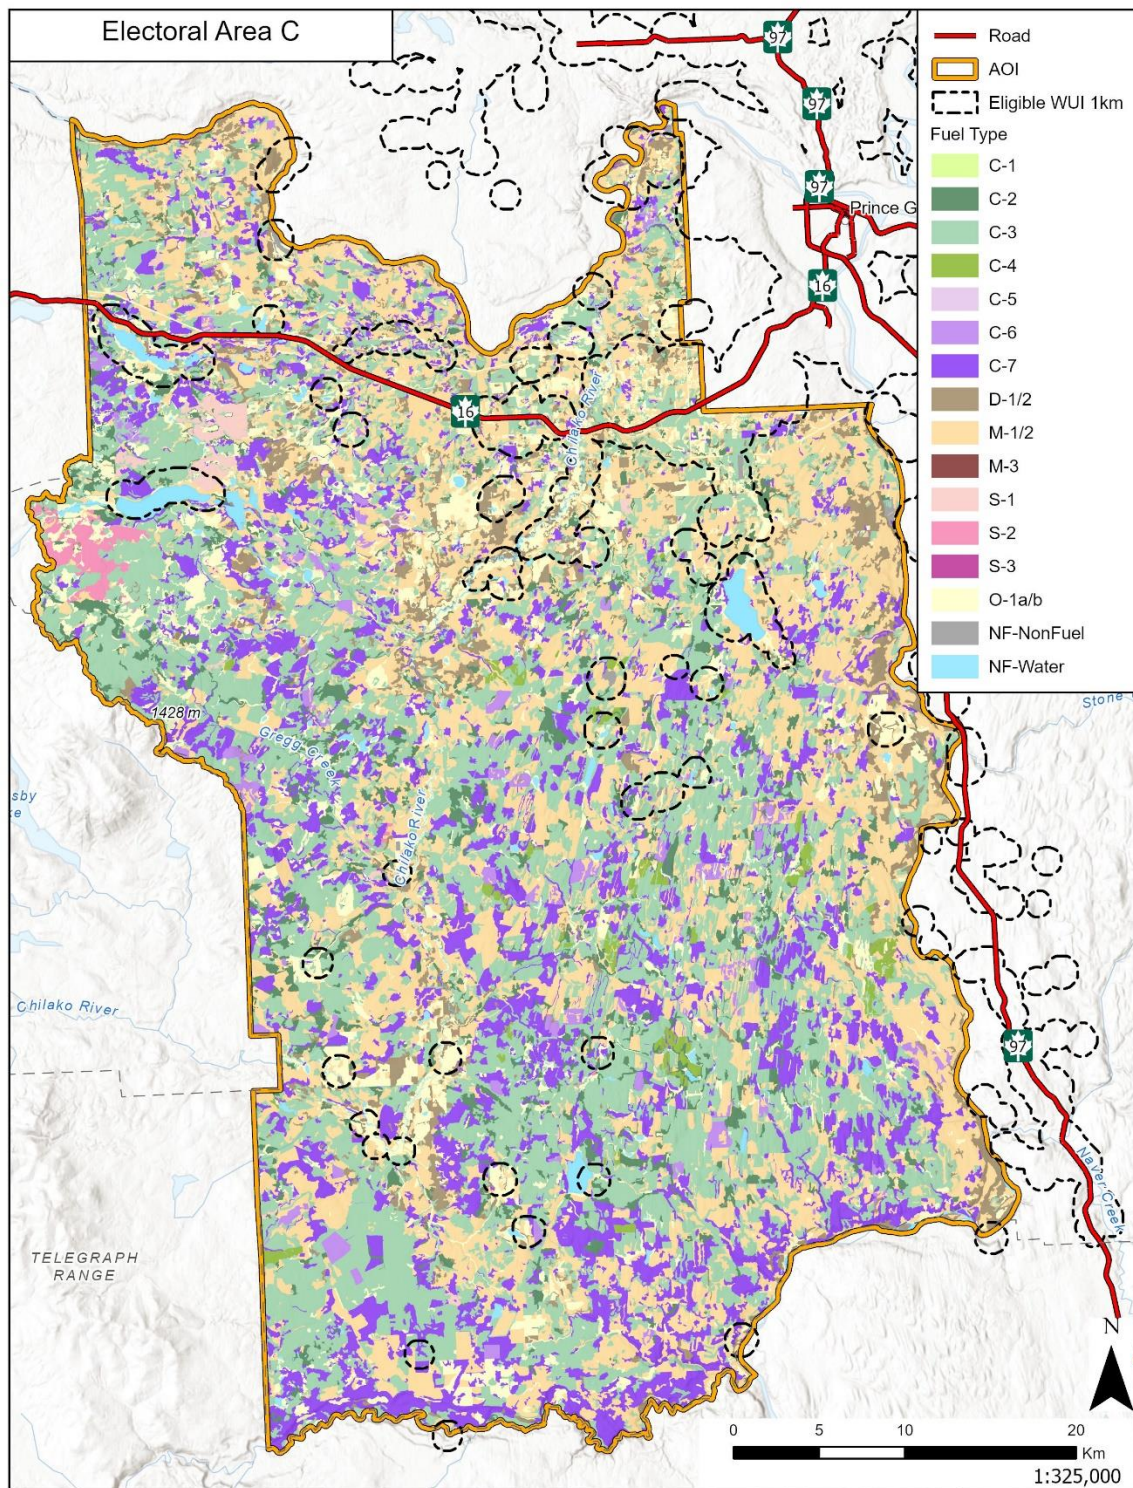 Electoral Area C
97
97
97
Prince G
16
Road
AOI
Eligible WUI 1km
Fuel Type
C-1
C-2
C-3
C-4
C-5
C-6
C-7
D-1/2
M-1/2
M-3
S-1
S-2
S-3
O-1a/b
NF-NonFuel
NF-Water
16
Chilako River
Stone
1428 m
Gregg Creek
sby
ke
Chilako River
Chilako River
97
Naver Creek
TELEGRAPH
RANGE
N
0 5 10 20
Km
1:325,000